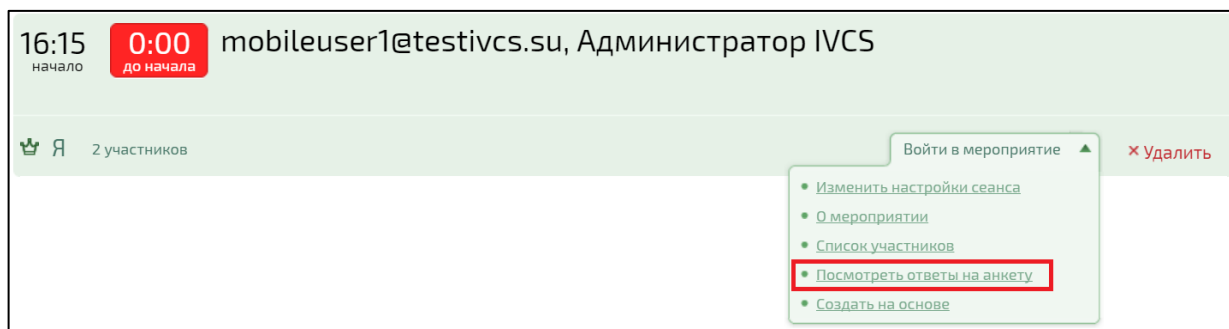 16:15 0:00 mobileuser1@testivcs.su, Администратор IVCS
начало до начала
Я 2 участников Войти в мероприятие × Удалить
Изменить настройки сеанса
О мероприятии
Список участников
Посмотреть ответы на анкету
Создать на основе